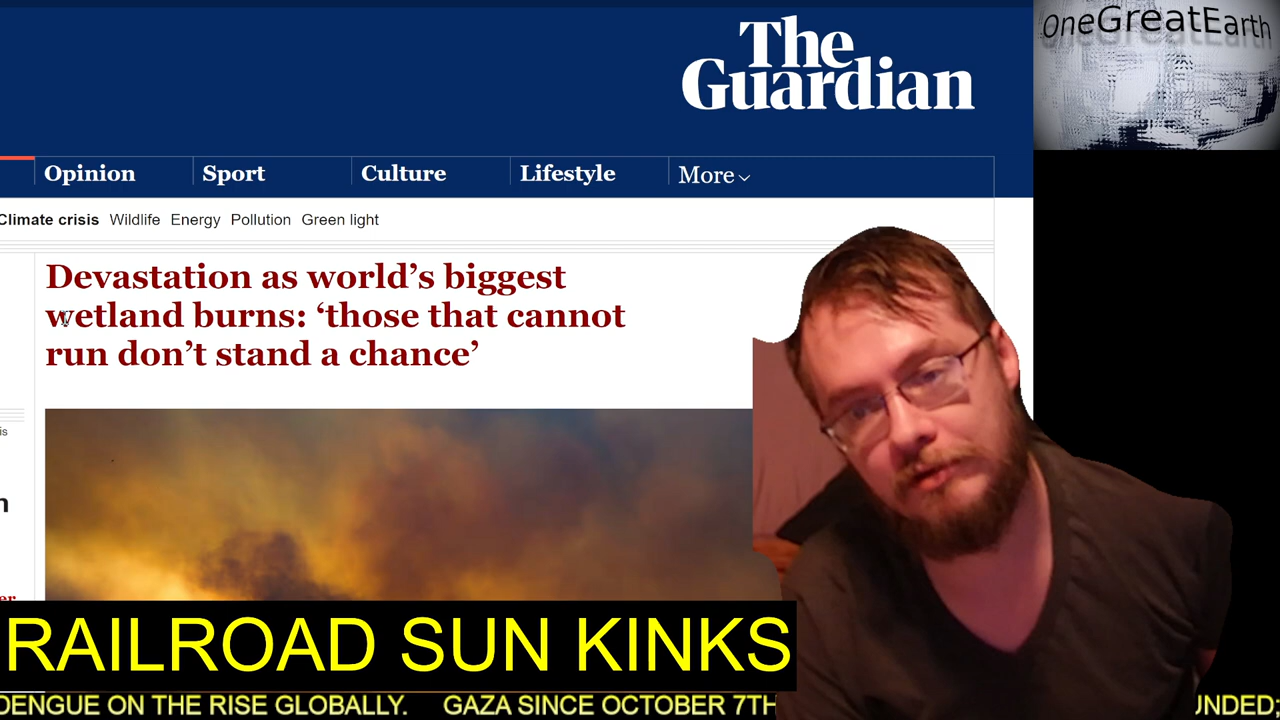 OneGreatEarth
The
Guardian
Opinion Sport Culture Lifestyle More
Climate crisis Wildlife Energy Pollution Green light
Devastation as world’s biggest
wetland burns: ‘those that cannot
run don’t stand a chance’
RAILROAD SUN KINKS
DENGUE ON THE RISE GLOBALLY. GAZA SINCE OCTOBER 7TH